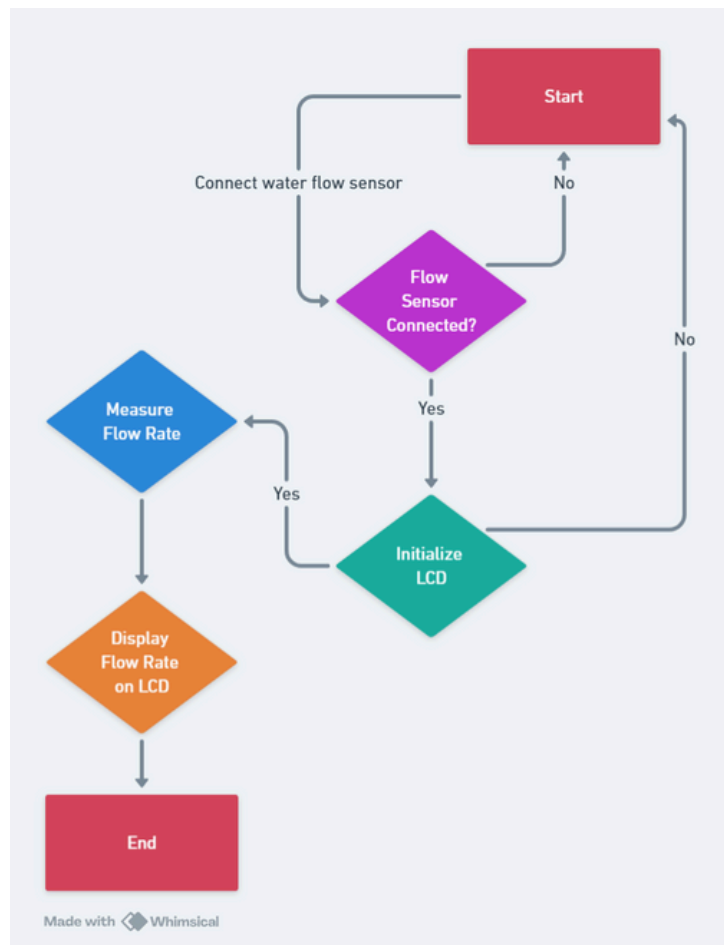 Start
Connect water flow sensor
No
Flow
Sensor
Connected?
No
Yes
Measure
Flow Rate
Yes
Initialize
LCD
Display
Flow Rate
on LCD
End
Made with Whimsical